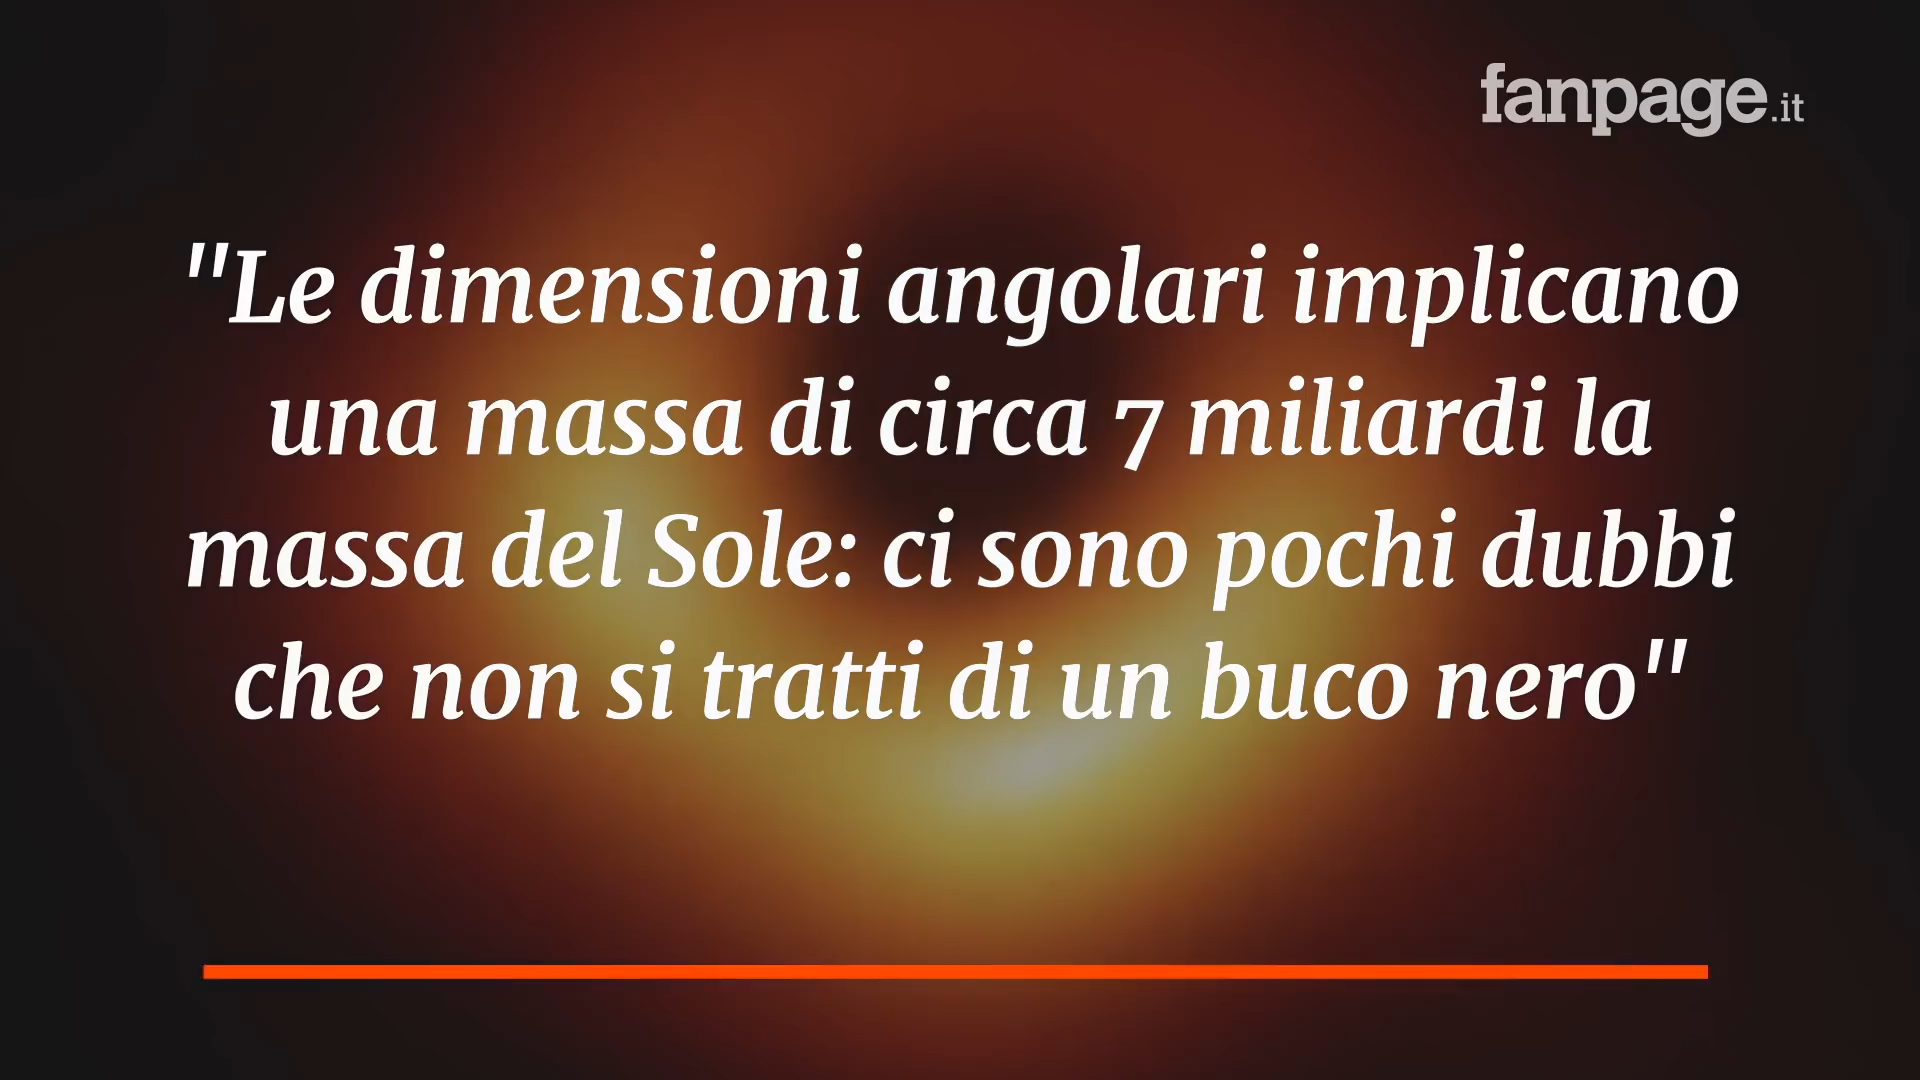 fanpage.it
"Le dimensioni angolari implicano
una massa di circa 7 miliardi la
massa del Sole: ci sono pochi dubbi
che non si tratti di un buco nero"